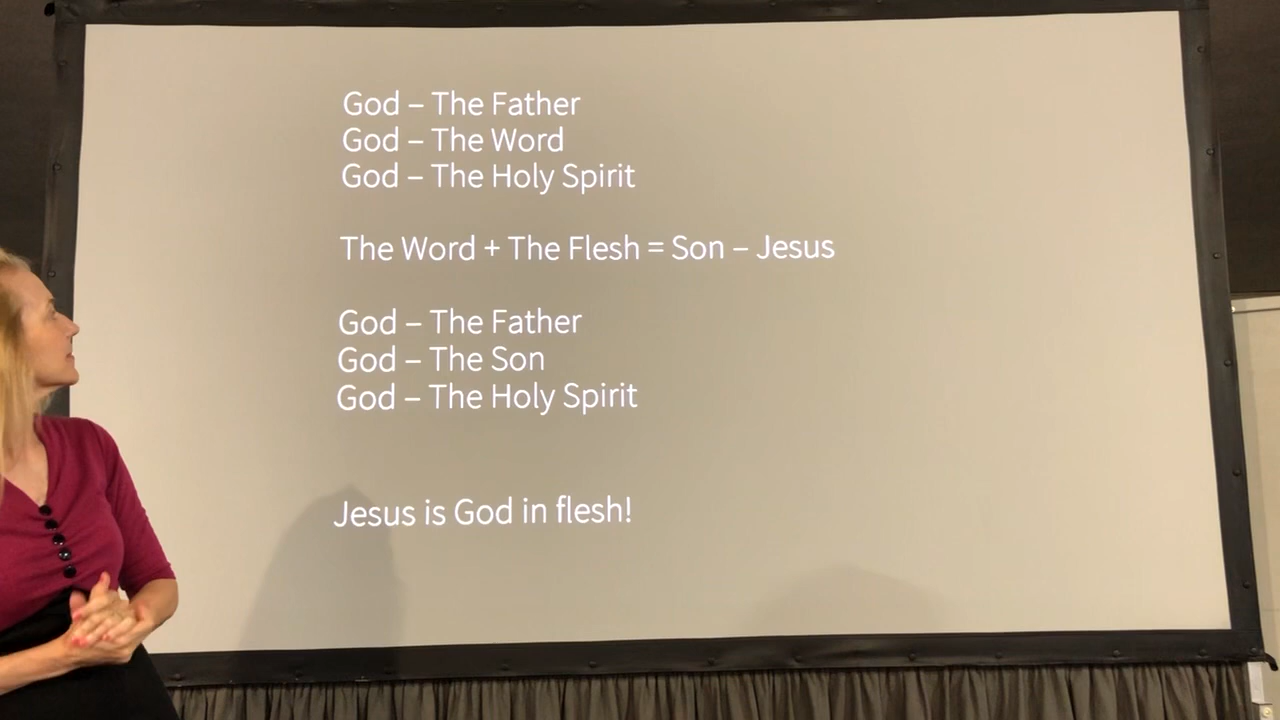 God – The Father
God – The Word
God – The Holy Spirit
The Word + The Flesh = Son – Jesus
God – The Father
God – The Son
God – The Holy Spirit
Jesus is God in flesh!